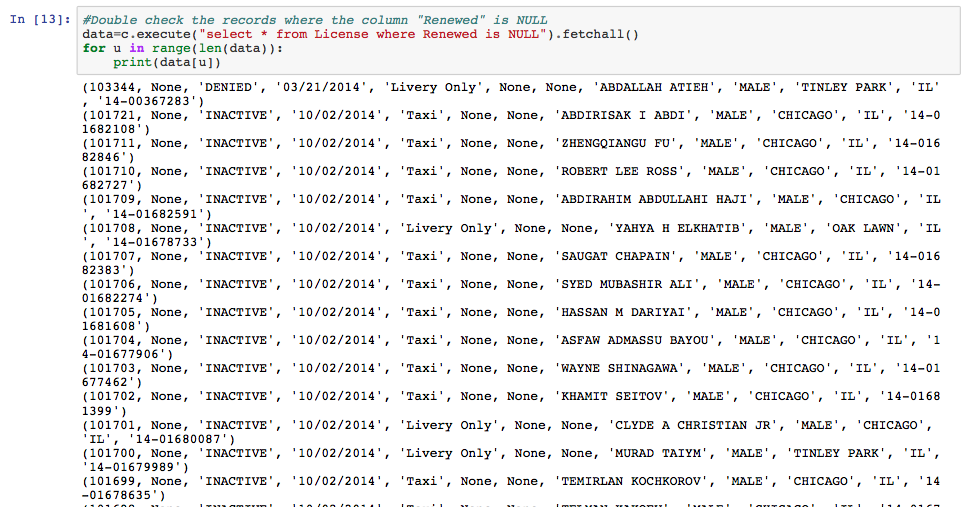 In [13]: #Double check the records where the column "Renewed" is NULL
data=c.execute("select * from License where Renewed is NULL").fetchall()
for u in range(len(data)):
    print(data[u])
(103344, None, 'DENIED', '03/21/2014', 'Livery Only', None, None, 'ABDALLAH ATIEH', 'MALE', 'TINLEY PARK', 'IL'
, '14-00367283')
(101721, None, 'INACTIVE', '10/02/2014', 'Taxi', None, None, 'ABDIRISAK I ABDI', 'MALE', 'CHICAGO', 'IL', '14-0
1682108')
(101711, None, 'INACTIVE', '10/02/2014', 'Taxi', None, None, 'ZHENGQIANGU FU', 'MALE', 'CHICAGO', 'IL', '14-016
82846')
(101710, None, 'INACTIVE', '10/02/2014', 'Taxi', None, None, 'ROBERT LEE ROSS', 'MALE', 'CHICAGO', 'IL', '14-01
682727')
(101709, None, 'INACTIVE', '10/02/2014', 'Taxi', None, None, 'ABDIRAHIM ABDULLAHI HAJI', 'MALE', 'CHICAGO', 'IL
', '14-01682591')
(101708, None, 'INACTIVE', '10/02/2014', 'Livery Only', None, None, 'YAHYA H ELKHATIB', 'MALE', 'OAK LAWN', 'IL
', '14-01678733')
(101707, None, 'INACTIVE', '10/02/2014', 'Taxi', None, None, 'SAUGAT CHAPAIN', 'MALE', 'CHICAGO', 'IL', '14-016
82383')
(101706, None, 'INACTIVE', '10/02/2014', 'Taxi', None, None, 'SYED MUBASHIR ALI', 'MALE', 'CHICAGO', 'IL', '14-
01682274')
(101705, None, 'INACTIVE', '10/02/2014', 'Taxi', None, None, 'HASSAN M DARIYAI', 'MALE', 'CHICAGO', 'IL', '14-0
1681608')
(101704, None, 'INACTIVE', '10/02/2014', 'Taxi', None, None, 'ASFAW ADMASSU BAYOU', 'MALE', 'CHICAGO', 'IL', '1
4-01677906')
(101703, None, 'INACTIVE', '10/02/2014', 'Taxi', None, None, 'WAYNE SHINAGAWA', 'MALE', 'CHICAGO', 'IL', '14-01
677462')
(101702, None, 'INACTIVE', '10/02/2014', 'Taxi', None, None, 'KHAMIT SEITOV', 'MALE', 'CHICAGO', 'IL', '14-0168
1399')
(101701, None, 'INACTIVE', '10/02/2014', 'Livery Only', None, None, 'CLYDE A CHRISTIAN JR', 'MALE', 'CHICAGO',
'IL', '14-01680087')
(101700, None, 'INACTIVE', '10/02/2014', 'Livery Only', None, None, 'MURAD TAIYM', 'MALE', 'TINLEY PARK', 'IL',
'14-01679989')
(101699, None, 'INACTIVE', '10/02/2014', 'Taxi', None, None, 'TEMIRLAN KOCHKOROV', 'MALE', 'CHICAGO', 'IL', '14
-01678635')